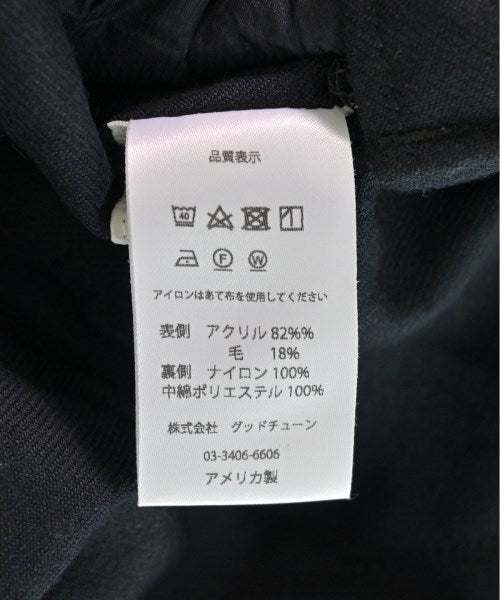 品質表示
40
F W
アイロンはあて布を使用してください
表側 アクリル 82%%
毛 18%
裏側 ナイロン 100%
中綿ポリエステル 100%
株式会社 グッドチューン
03-3406-6606
アメリカ製